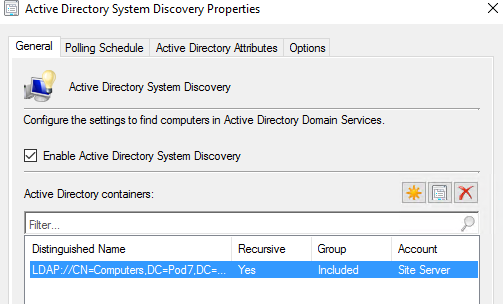 Active Directory System Discovery Properties
General Polling Schedule Active Directory Attributes Options
Active Directory System Discovery
Configure the settings to find computers in Active Directory Domain Services.
Enable Active Directory System Discovery
Active Directory containers:
Filter...
Distinguished Name Recursive Group Account
LDAP://CN=Computers,DC=Pod7,DC=... Yes Included Site Server